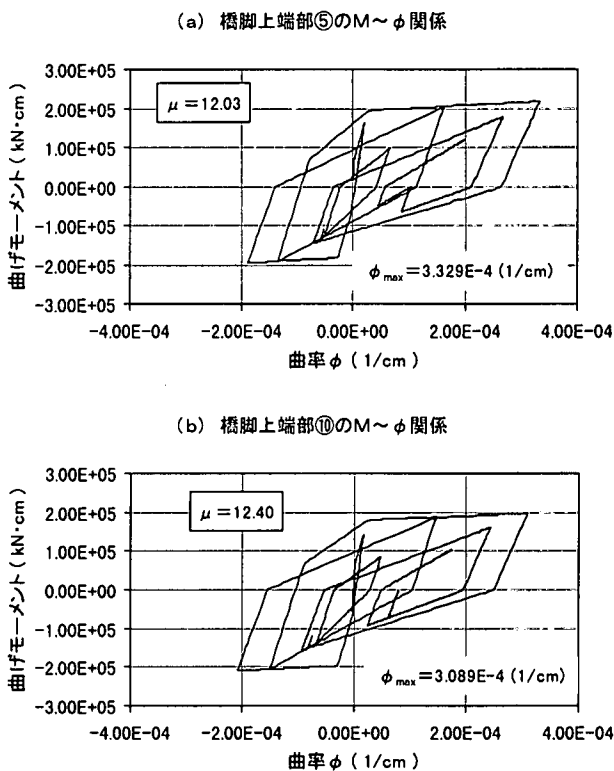 (a) 橋脚上端部⑤のM～φ関係
3.00E+05
2.00E+05
1.00E+05
0.00E+00
-1.00E+05
-2.00E+05
-3.00E+05
曲げモーメント ( kN・cm )
μ=12.03
φmax=3.329E-4 (1/cm)
-4.00E-04 -2.00E-04 0.00E+00 2.00E-04 4.00E-04
曲率φ ( 1/cm )
(b) 橋脚上端部⑩のM～φ関係
3.00E+05
2.00E+05
1.00E+05
0.00E+00
-1.00E+05
-2.00E+05
-3.00E+05
曲げモーメント ( kN・cm )
μ=12.40
φmax=3.089E-4 (1/cm)
-4.00E-04 -2.00E-04 0.00E+00 2.00E-04 4.00E-04
曲率φ ( 1/cm )